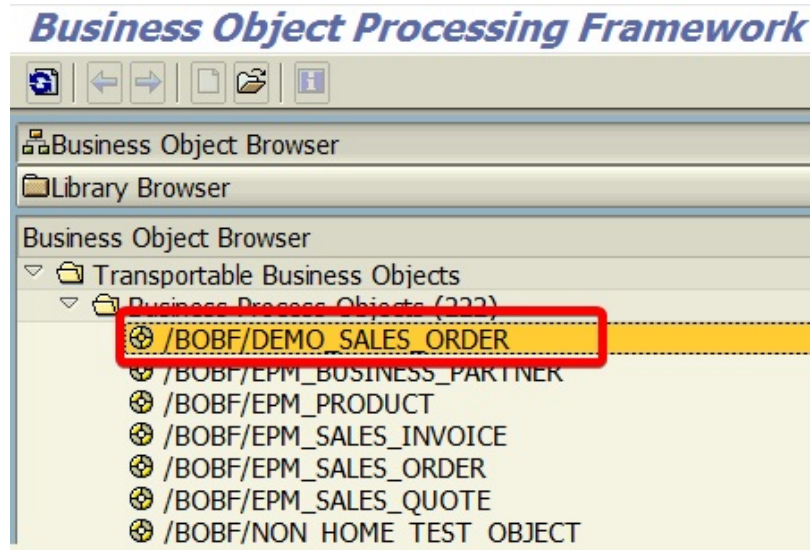 Business Object Processing Framework
Business Object Browser
Library Browser
Business Object Browser
Transportable Business Objects
Business Process Objects (222)
/BOBF/DEMO_SALES_ORDER
/BOBF/EPM_BUSINESS_PARTNER
/BOBF/EPM_PRODUCT
/BOBF/EPM_SALES_INVOICE
/BOBF/EPM_SALES_ORDER
/BOBF/EPM_SALES_QUOTE
/BOBF/NON_HOME_TEST_OBJECT